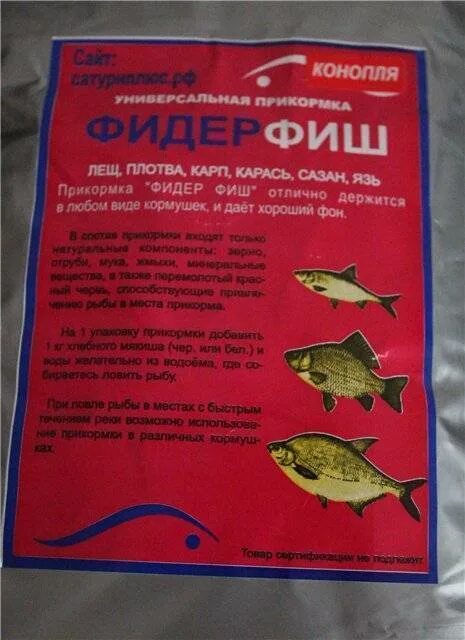 Сайт:
сатурнплюс.рф
КОНОПЛЯ
УНИВЕРСАЛЬНАЯ ПРИКОРМКА
ФИДЕРФИШ
ЛЕЩ, ПЛОТВА, КАРП, КАРАСЬ, САЗАН, ЯЗЬ
Прикормка "ФИДЕР ФИШ" отлично держится
в любом виде кормушек, и даёт хороший фон.
В состав прикормки входят только
натуральные компоненты: зерно,
отруби, мука, жмыхи, минеральные
вещества, а также перемолотый крас-
ный червь, способствующие привле-
чению рыбы в места прикорма.
На 1 упаковку прикормки добавить
1 кг хлебного мякиша (чер. или бел.) и
воды желательно из водоёма, где со-
бираетесь ловить рыбу.
При ловле рыбы в местах с быстрым
течением реки возможно использова-
ние прикормки в различных кормуш-
ках.
Товар сертификации не подлежит